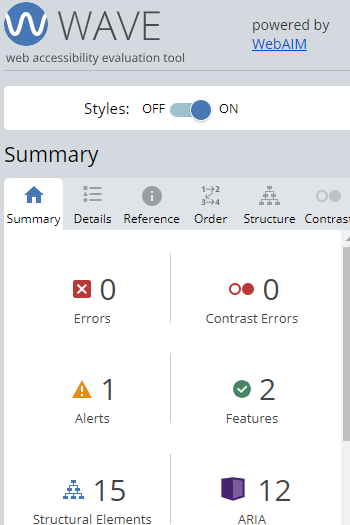 WAVE
web accessibility evaluation tool
powered by
WebAIM
Styles: OFF ON
Summary
Summary Details Reference Order Structure Contrast
0 0
Errors Contrast Errors
1 2
Alerts Features
15 12
Structural Elements ARIA